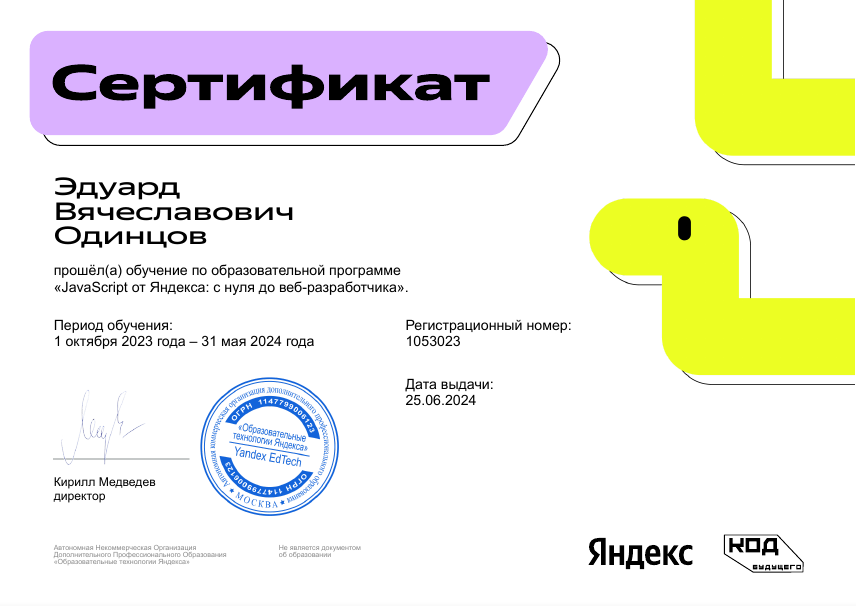 Сертификат
Эдуард
Вячеславович
Одинцов
прошёл(а) обучение по образовательной программе
«JavaScript от Яндекса: с нуля до веб-разработчика».
Период обучения:
1 октября 2023 года – 31 мая 2024 года
Регистрационный номер:
1053023
Дата выдачи:
25.06.2024
Автономная коммерческая организация дополнительного профессионального образования
ОГРН 1147799006123
«Образовательные
технологии Яндекса»
Yandex EdTech
ОГРН 1147799006123
МОСКВА
Кирилл Медведев
директор
Автономная Некоммерческая Организация
Дополнительного Профессионального Образования
«Образовательные технологии Яндекса»
Не является документом
об образовании
Яндекс
КОД
БУДУЩЕГО